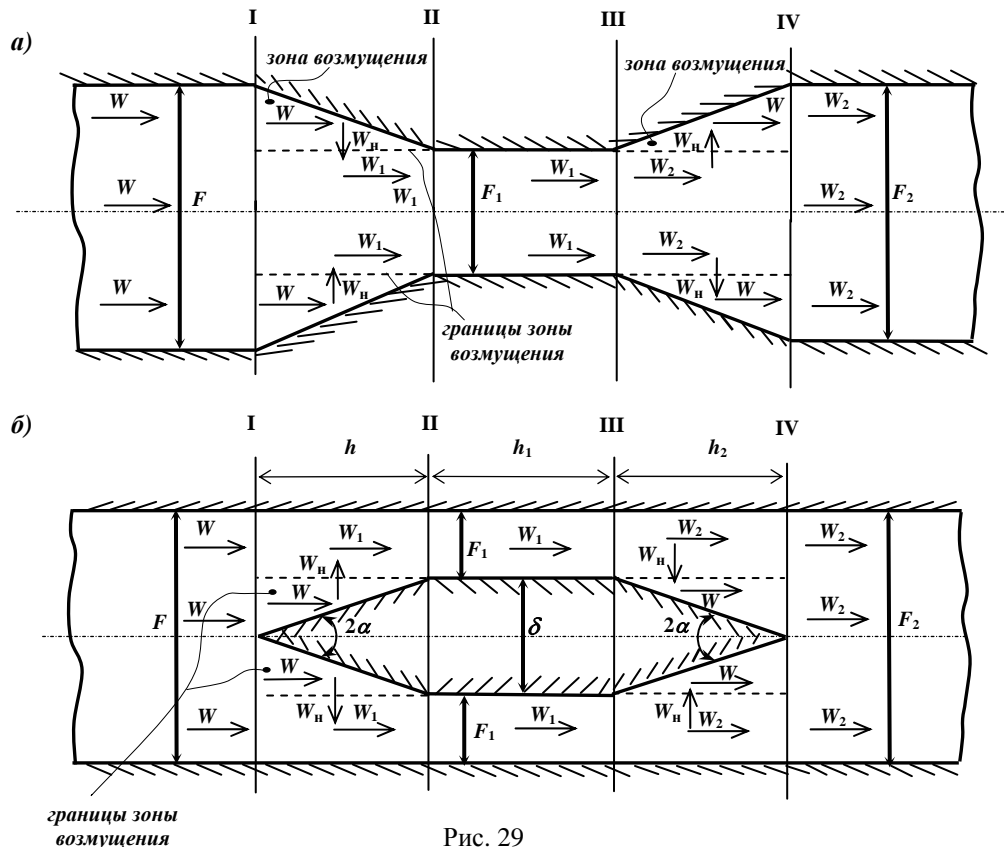 I II III IV
а)
зона возмущения
зона возмущения
W W W W₂
Wн Wн
W₁ W₁ W₂
W₁
W F F₁ W₂ F₂
W₁ W₁ W₂
W W Wн Wн W W₂
границы зоны
возмущения
б)
I II III IV
h h₁ h₂
W W₁ F₁ W₁ W₂ W₂
Wн Wн
W W
F W 2α δ 2α W₂ F₂
W W
Wн W₁ F₁ W₁ Wн W₂ W₂
W
границы зоны
возмущения
Рис. 29